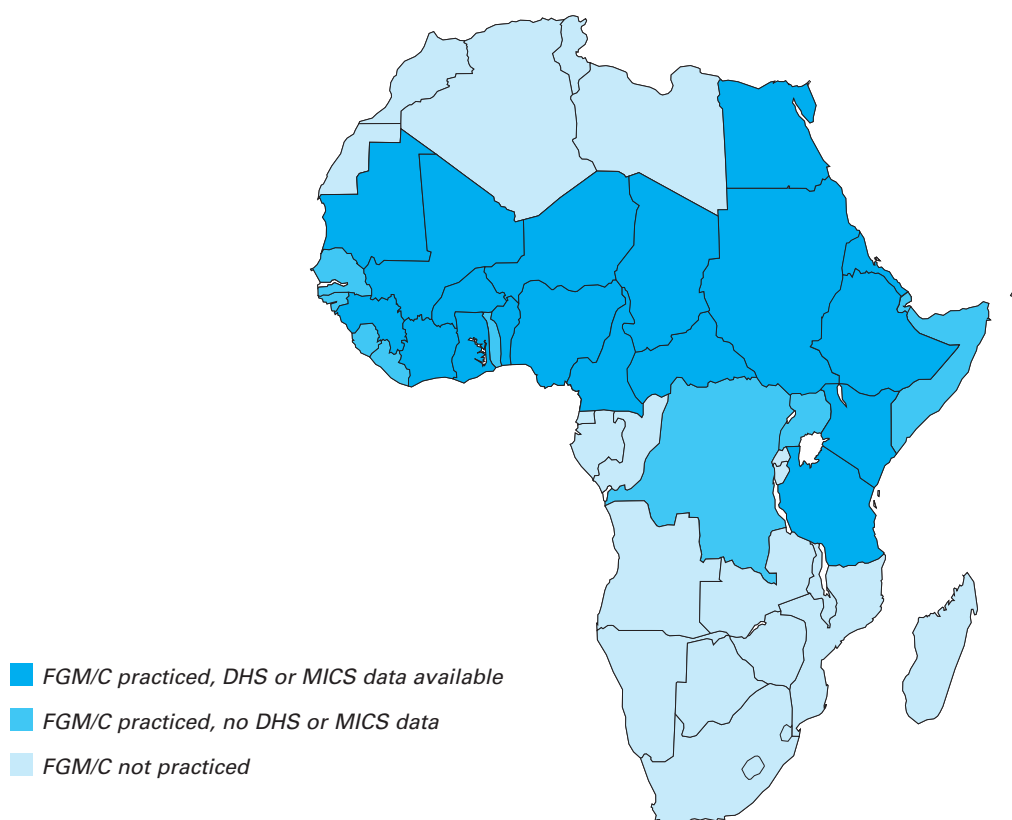 FGM/C practiced, DHS or MICS data available
FGM/C practiced, no DHS or MICS data
FGM/C not practiced